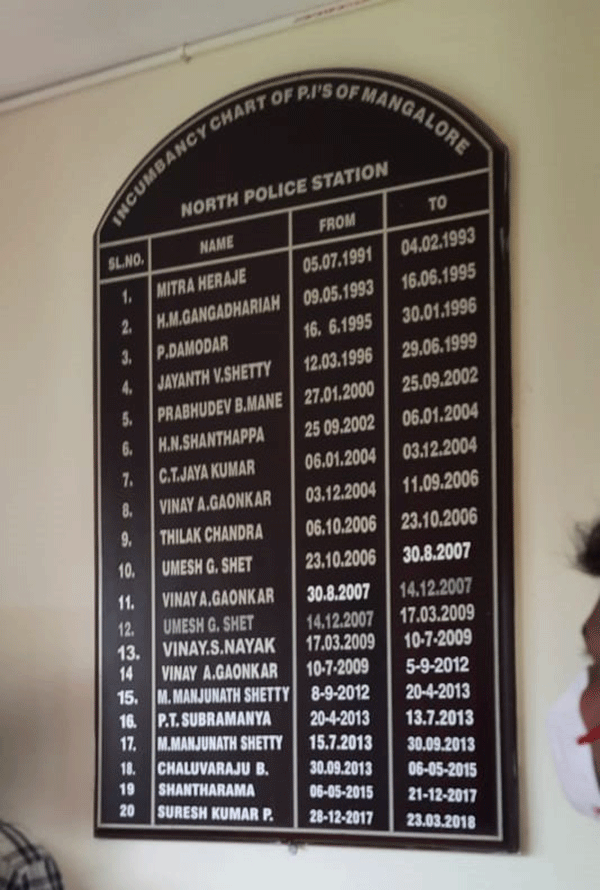 INCUMBANCY CHART OF P.I'S OF MANGALORE
NORTH POLICE STATION
SL.NO. NAME FROM TO
1. MITRA HERAJE 05.07.1991 04.02.1993
2. H.M.GANGADHARIAH 09.05.1993 16.06.1995
3. P.DAMODAR 16. 6.1995 30.01.1996
4. JAYANTH V.SHETTY 12.03.1996 29.06.1999
5. PRABHUDEV B.MANE 27.01.2000 25.09.2002
6. H.N.SHANTHAPPA 25 09.2002 06.01.2004
7. C.T.JAYA KUMAR 06.01.2004 03.12.2004
8. VINAY A.GAONKAR 03.12.2004 11.09.2006
9. THILAK CHANDRA 06.10.2006 23.10.2006
10. UMESH G. SHET 23.10.2006 30.8.2007
11. VINAY A.GAONKAR 30.8.2007 14.12.2007
12. UMESH G. SHET 14.12.2007 17.03.2009
13. VINAY.S.NAYAK 17.03.2009 10-7-2009
14 VINAY A.GAONKAR 10-7-2009 5-9-2012
15. M. MANJUNATH SHETTY 8-9-2012 20-4-2013
16. P.T. SUBRAMANYA 20-4-2013 13.7.2013
17. M.MANJUNATH SHETTY 15.7.2013 30.09.2013
18. CHALUVARAJU B. 30.09.2013 06-05-2015
19 SHANTHARAMA 06-05-2015 21-12-2017
20 SURESH KUMAR P. 28-12-2017 23.03.2018